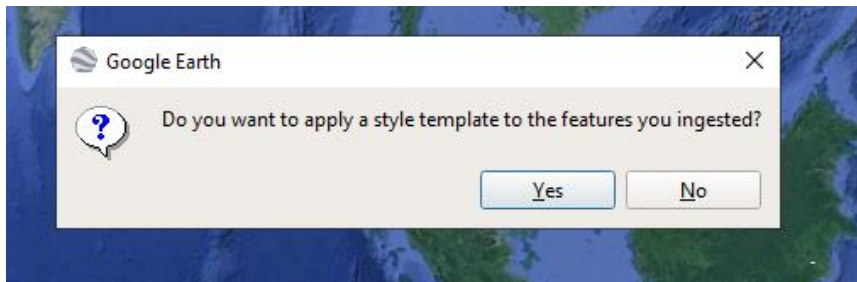 Google Earth
Do you want to apply a style template to the features you ingested?
Yes
No